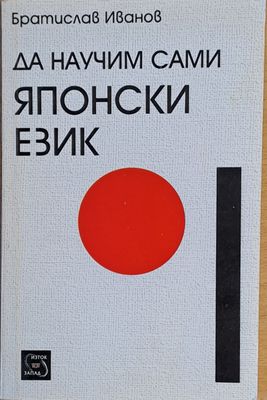 Братислав Иванов
ДА НАУЧИМ САМИ
ЯПОНСКИ
ЕЗИК
ИЗТОК
ЗАПАД